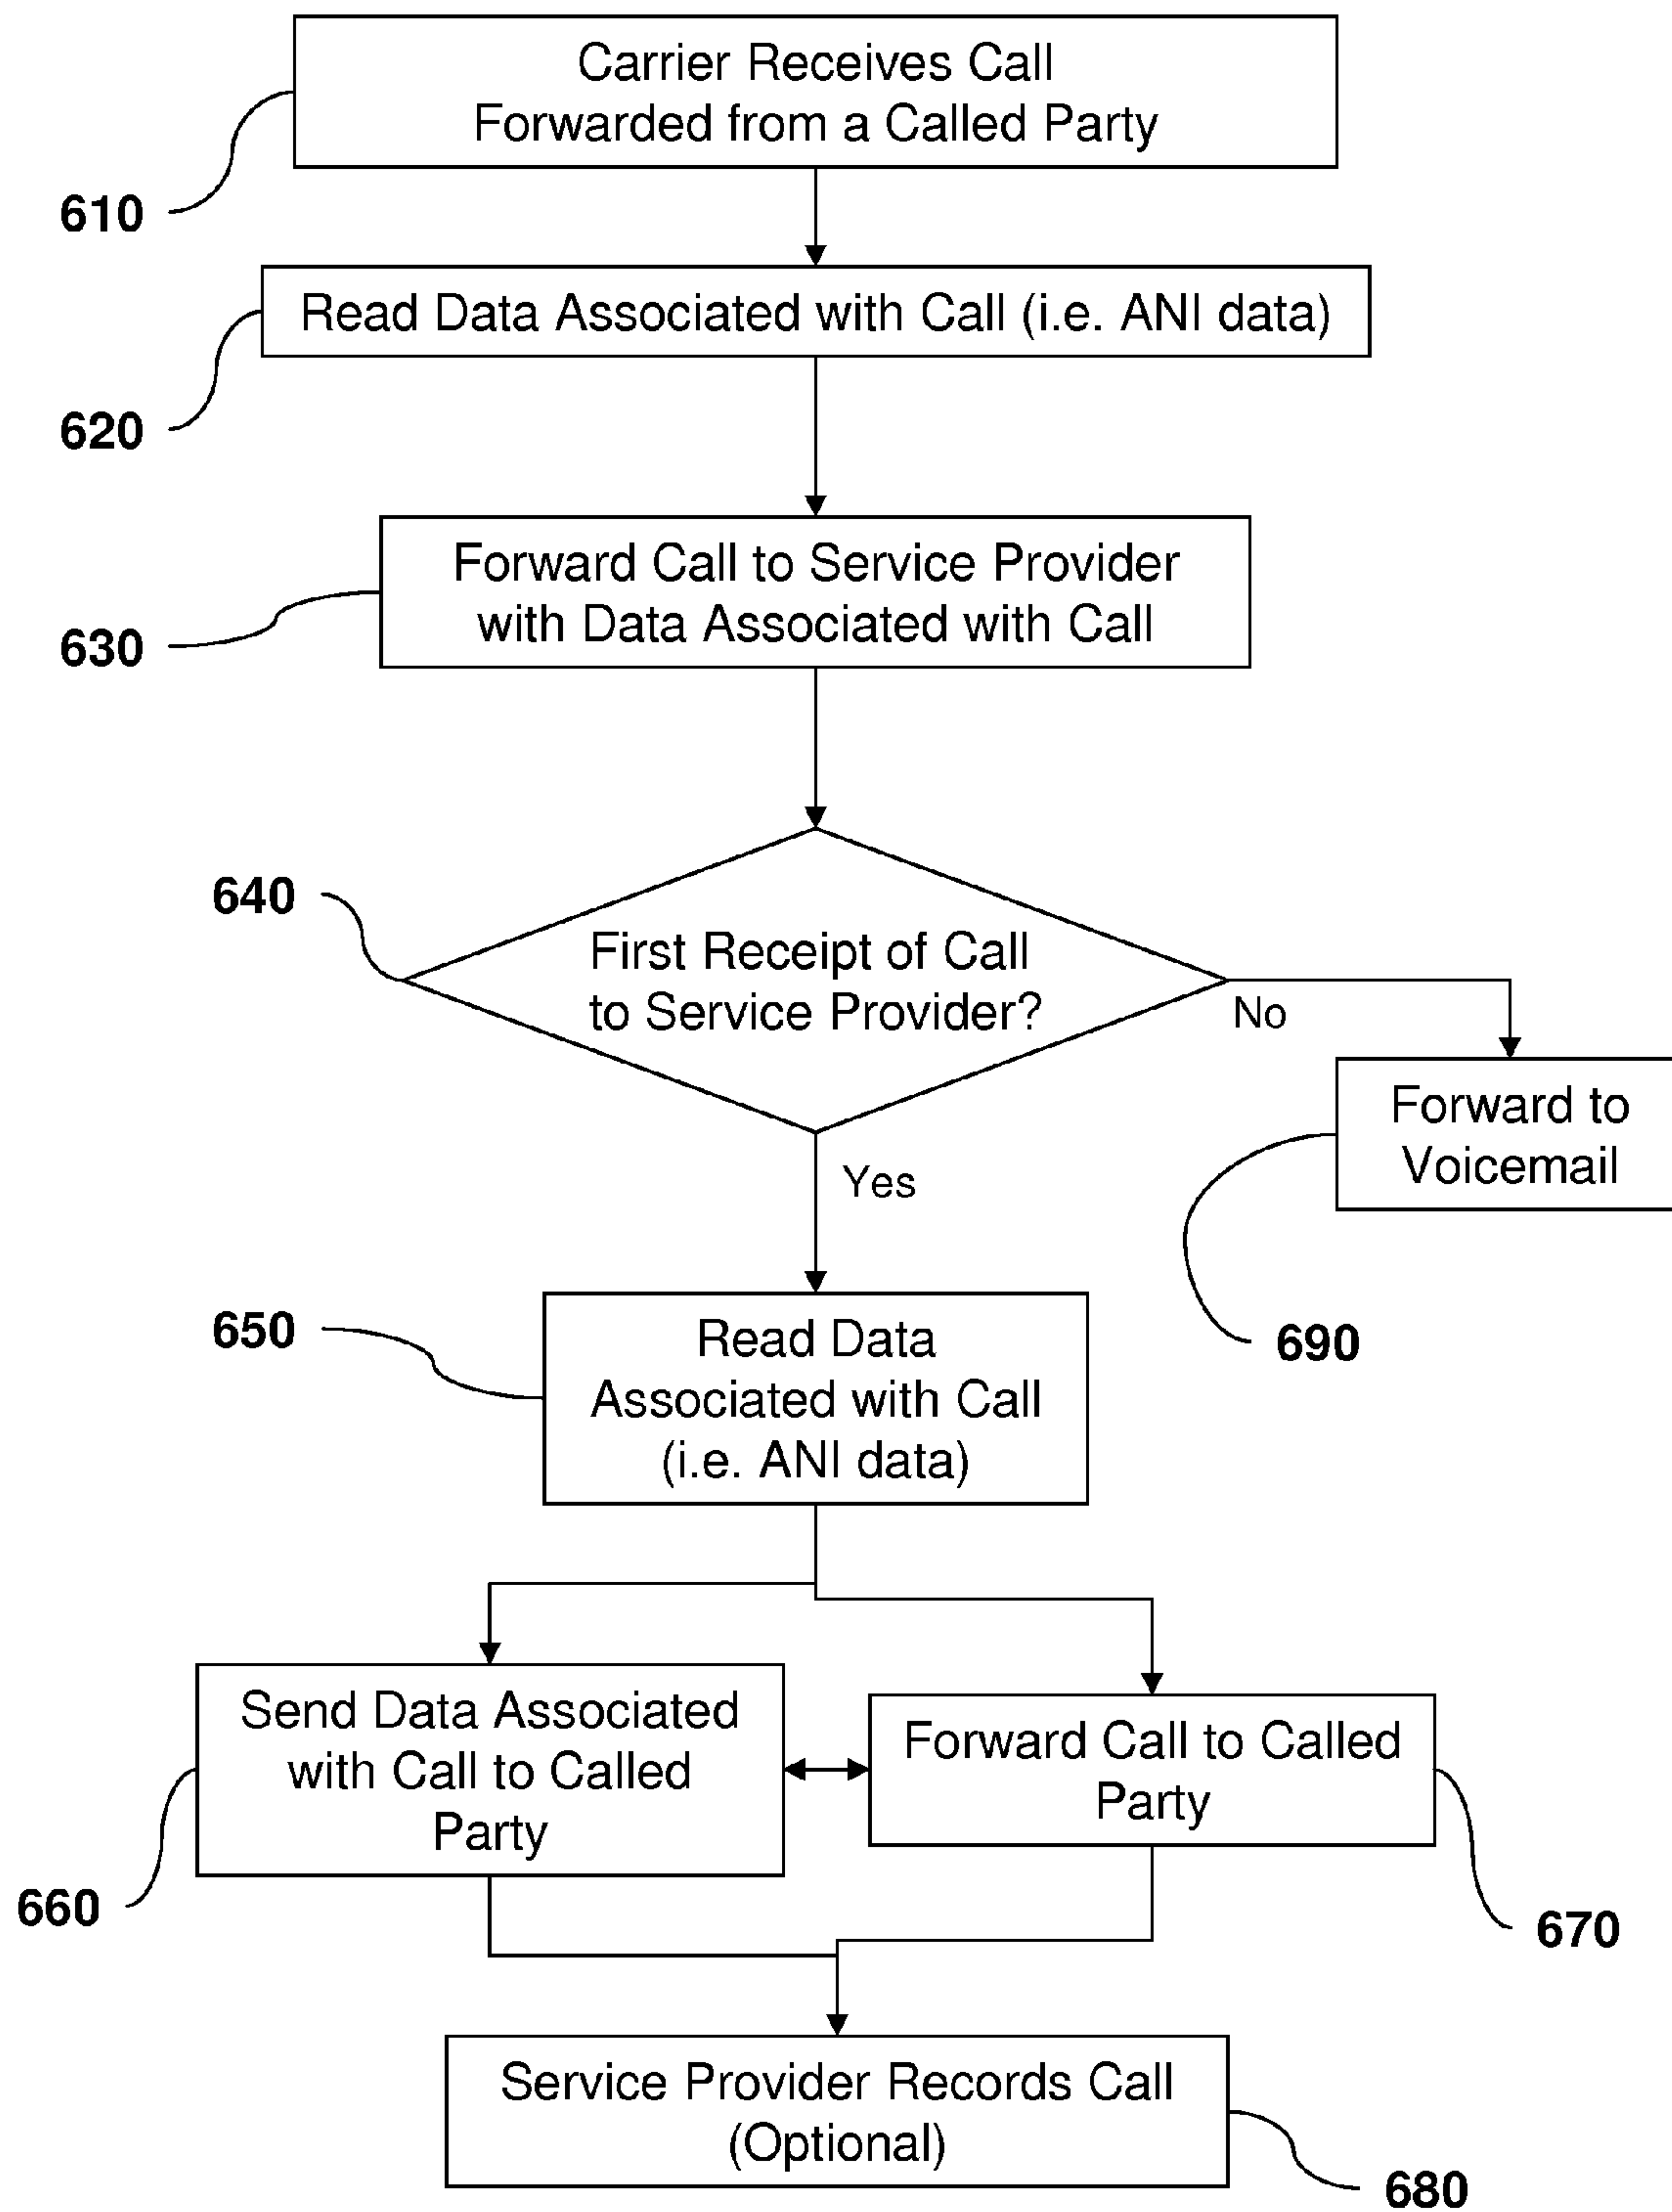 Carrier Receives Call
Forwarded from a Called Party
610
Read Data Associated with Call (i.e. ANI data)
620
Forward Call to Service Provider
with Data Associated with Call
630
640
First Receipt of Call
to Service Provider?
No
Forward to
Voicemail
Yes
690
650
Read Data
Associated with Call
(i.e. ANI data)
Send Data Associated
with Call to Called
Party
Forward Call to Called
Party
660
670
Service Provider Records Call
(Optional)
680